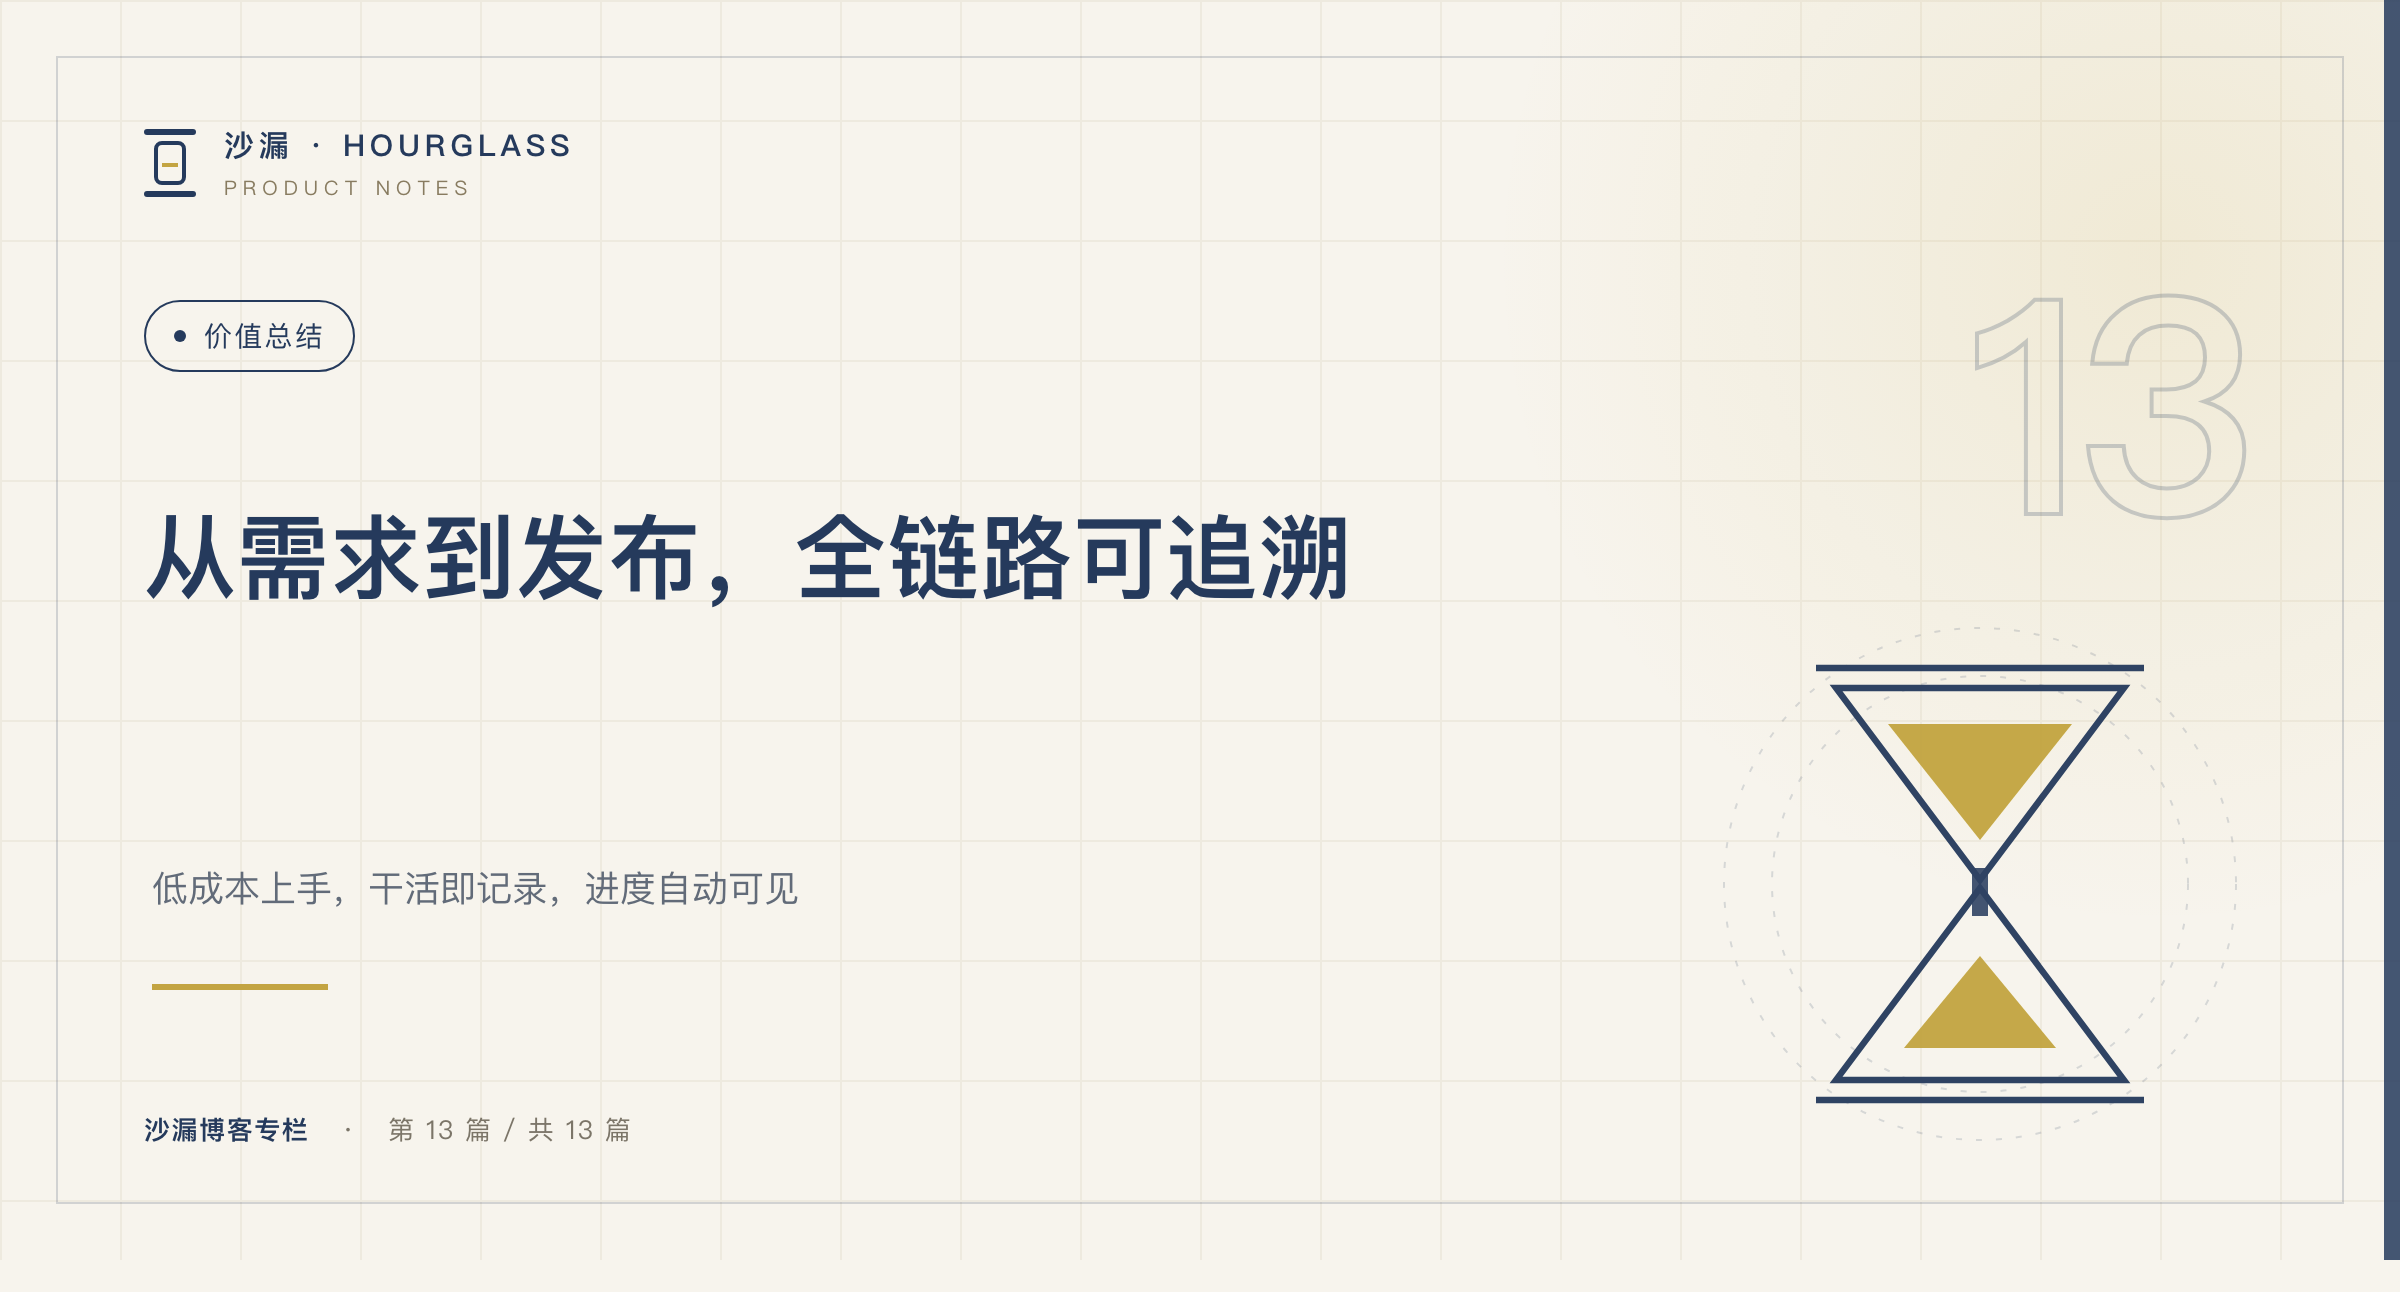 沙漏 · HOURGLASS
PRODUCT NOTES
价值总结
13
从需求到发布，全链路可追溯
低成本上手，干活即记录，进度自动可见
沙漏博客专栏 · 第 13 篇 / 共 13 篇